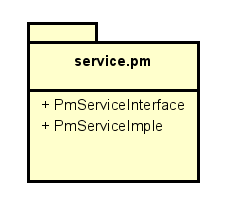 service.pm
+ PmServiceInterface
+ PmServiceImple